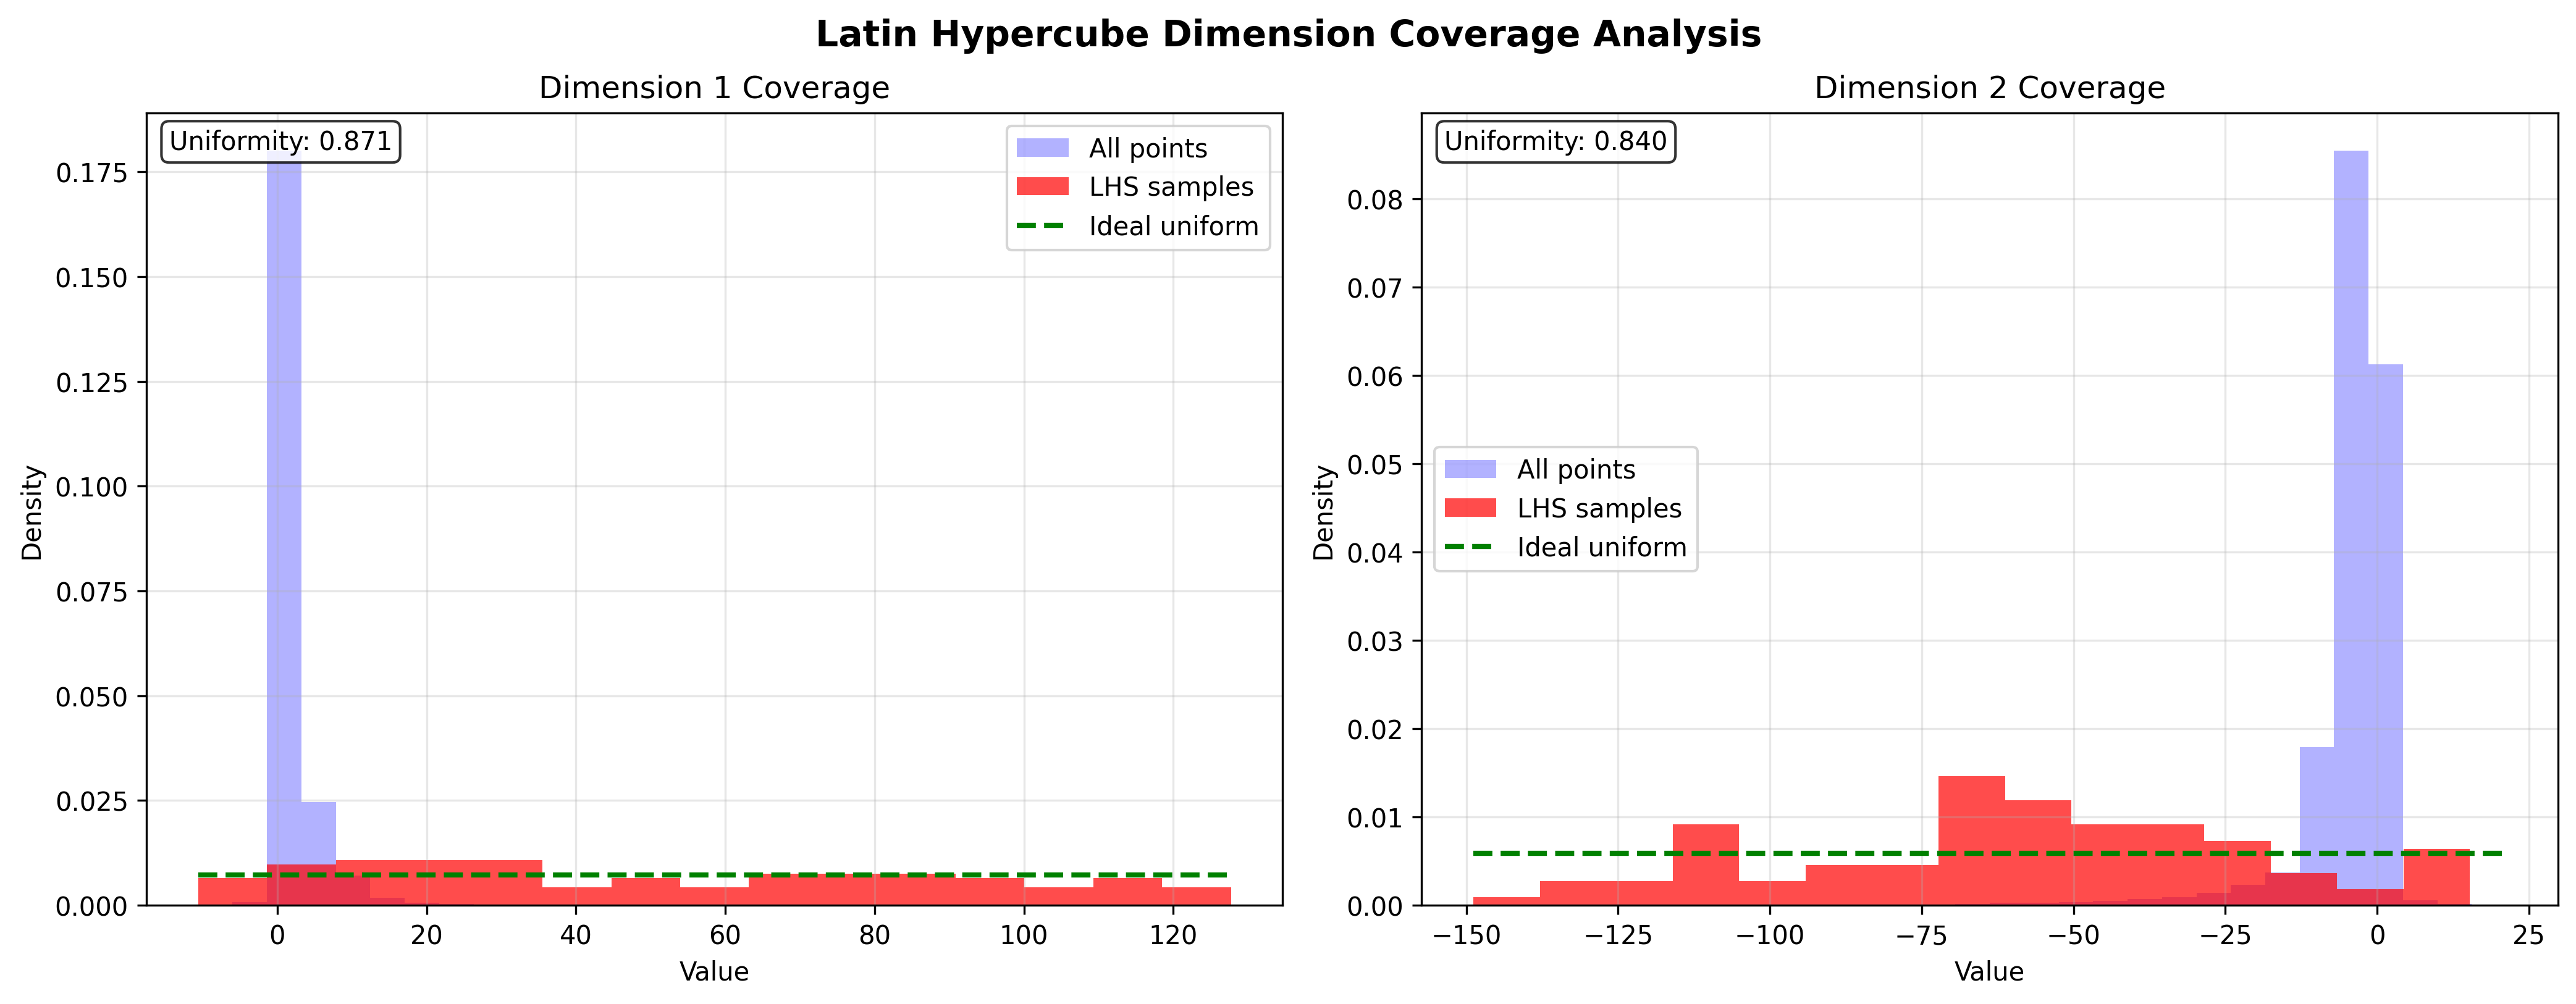 Latin Hypercube Dimension Coverage Analysis
Dimension 1 Coverage
Uniformity: 0.871
All points
LHS samples
Ideal uniform
0.175
0.150
0.125
0.100
0.075
0.050
0.025
0.000
Density
0 20 40 60 80 100 120
Value
Dimension 2 Coverage
Uniformity: 0.840
All points
LHS samples
Ideal uniform
0.08
0.07
0.06
0.05
0.04
0.03
0.02
0.01
0.00
Density
−150 −125 −100 −75 −50 −25 0 25
Value